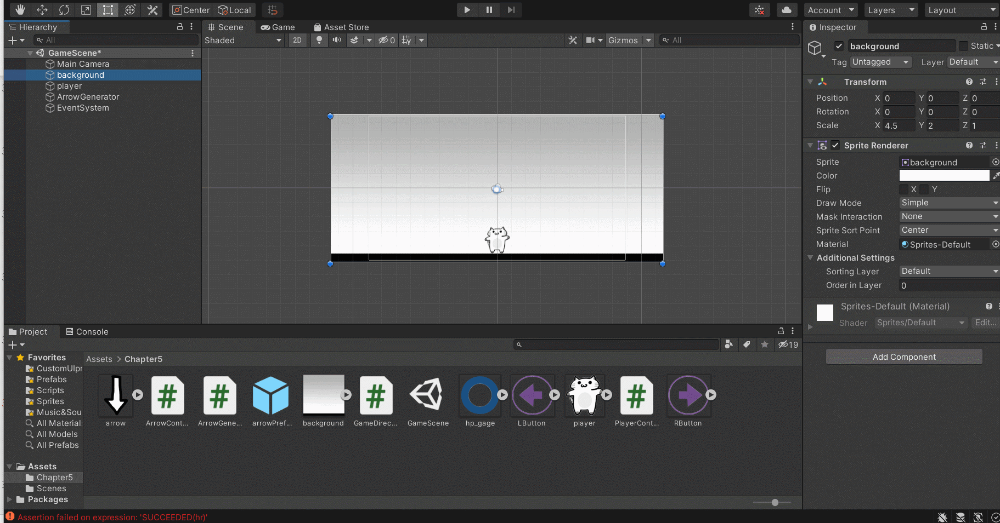 Center Local Account Layers Layout
Hierarchy
All
GameScene*
Main Camera
background
player
ArrowGenerator
EventSystem
Scene Game Asset Store
Shaded 2D 0 Gizmos All
Inspector
background Static
Tag Untagged Layer Default
Transform
Position X 0 Y 0 Z 0
Rotation X 0 Y 0 Z 0
Scale X 4.5 Y 2 Z 1
Sprite Renderer
Sprite background
Color
Flip X Y
Draw Mode Simple
Mask Interaction None
Sprite Sort Point Center
Material Sprites-Default
Additional Settings
Sorting Layer Default
Order in Layer 0
Sprites-Default (Material)
Shader Sprites/Default Edit...
Add Component
Project Console
19
Favorites
CustomUIpr
Prefabs
Scripts
Sprites
Music&Sou
All Materials
All Models
All Prefabs
Assets
Chapter5
Scenes
Packages
Assets > Chapter5
arrow ArrowCont... ArrowGene... arrowPref... background GameDirec... GameScene hp_gage LButton player PlayerCont... RButton
Assertion failed on expression: 'SUCCEEDED(hr)'